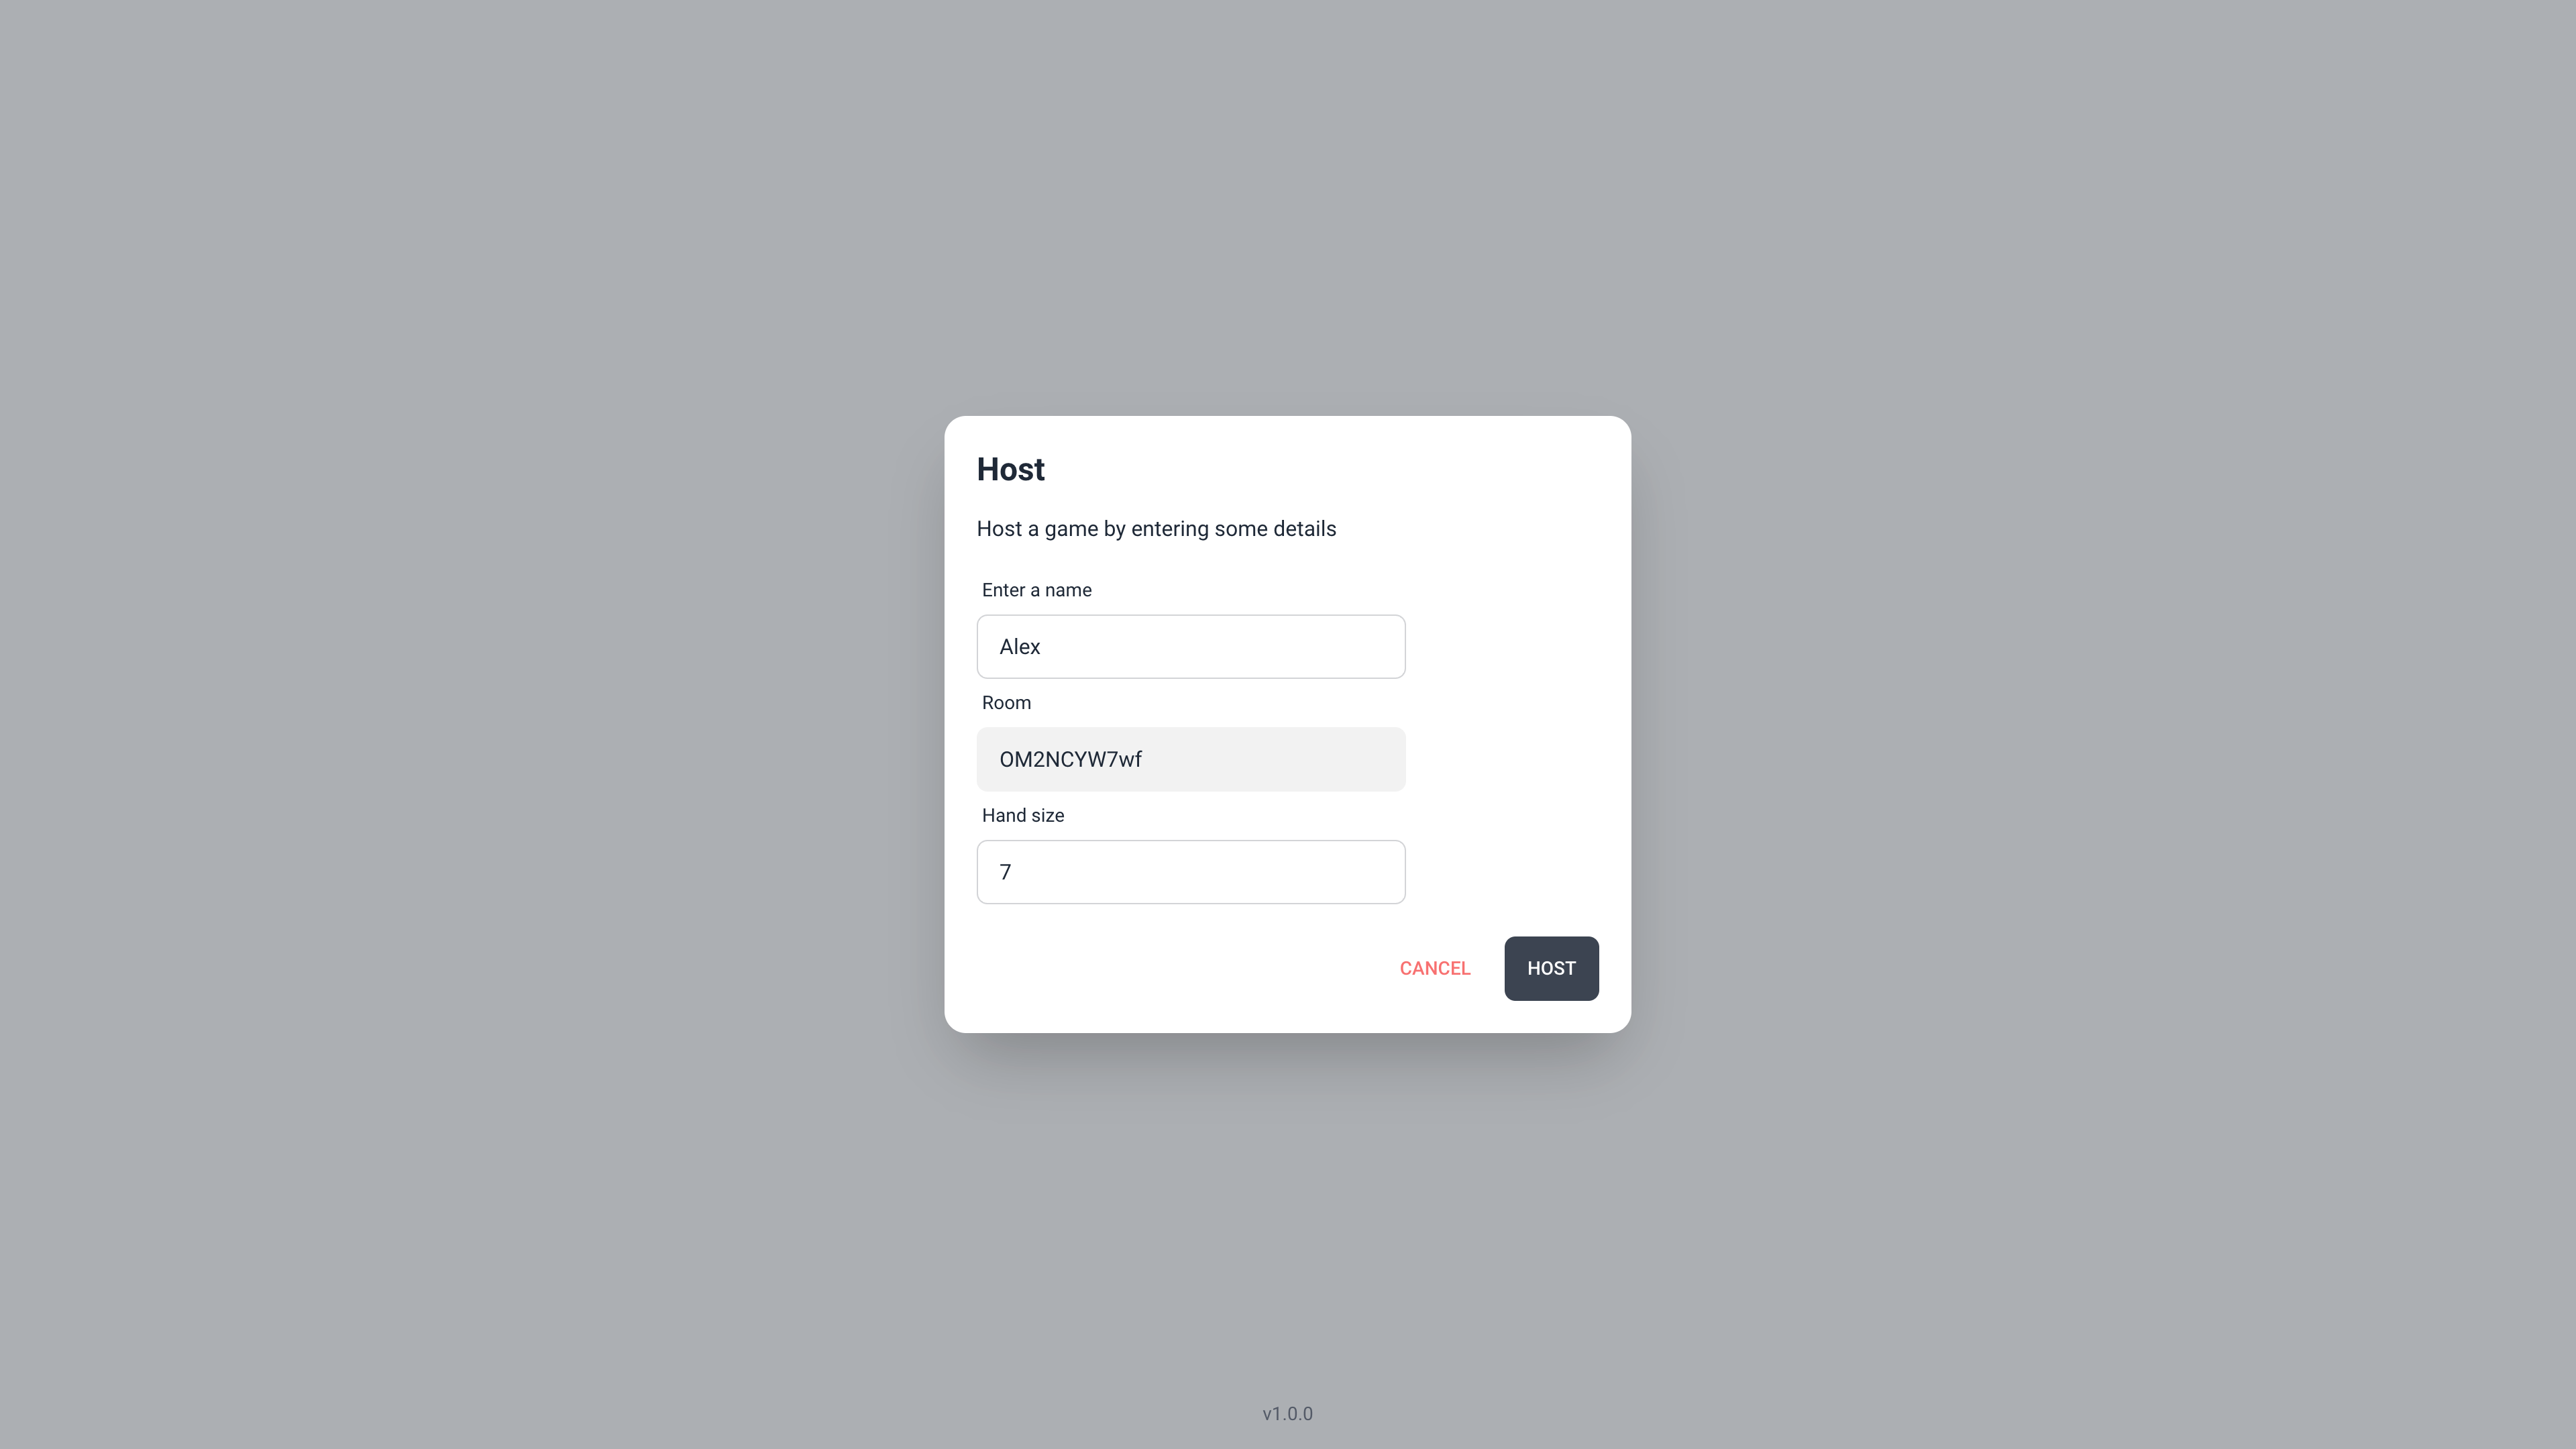 Host
Host a game by entering some details
Enter a name
Alex
Room
OM2NCYW7wf
Hand size
7
CANCEL
HOST
v1.0.0